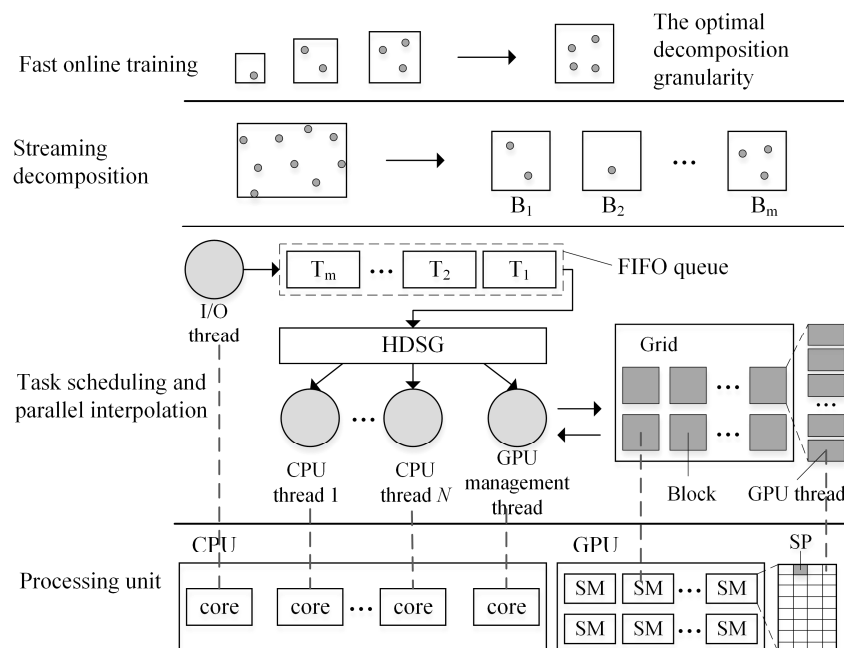 Fast online training
The optimal
decomposition
granularity
Streaming
decomposition
B1
B2
...
Bm
I/O
thread
Tm
...
T2
T1
FIFO queue
HDSG
Task scheduling and
parallel interpolation
...
CPU
thread 1
CPU
thread N
GPU
management
thread
Grid
...
...
...
Block
GPU thread
Processing unit
CPU
core
core
...
core
core
GPU
SM
SM
...
SM
SM
SM
...
SM
SP